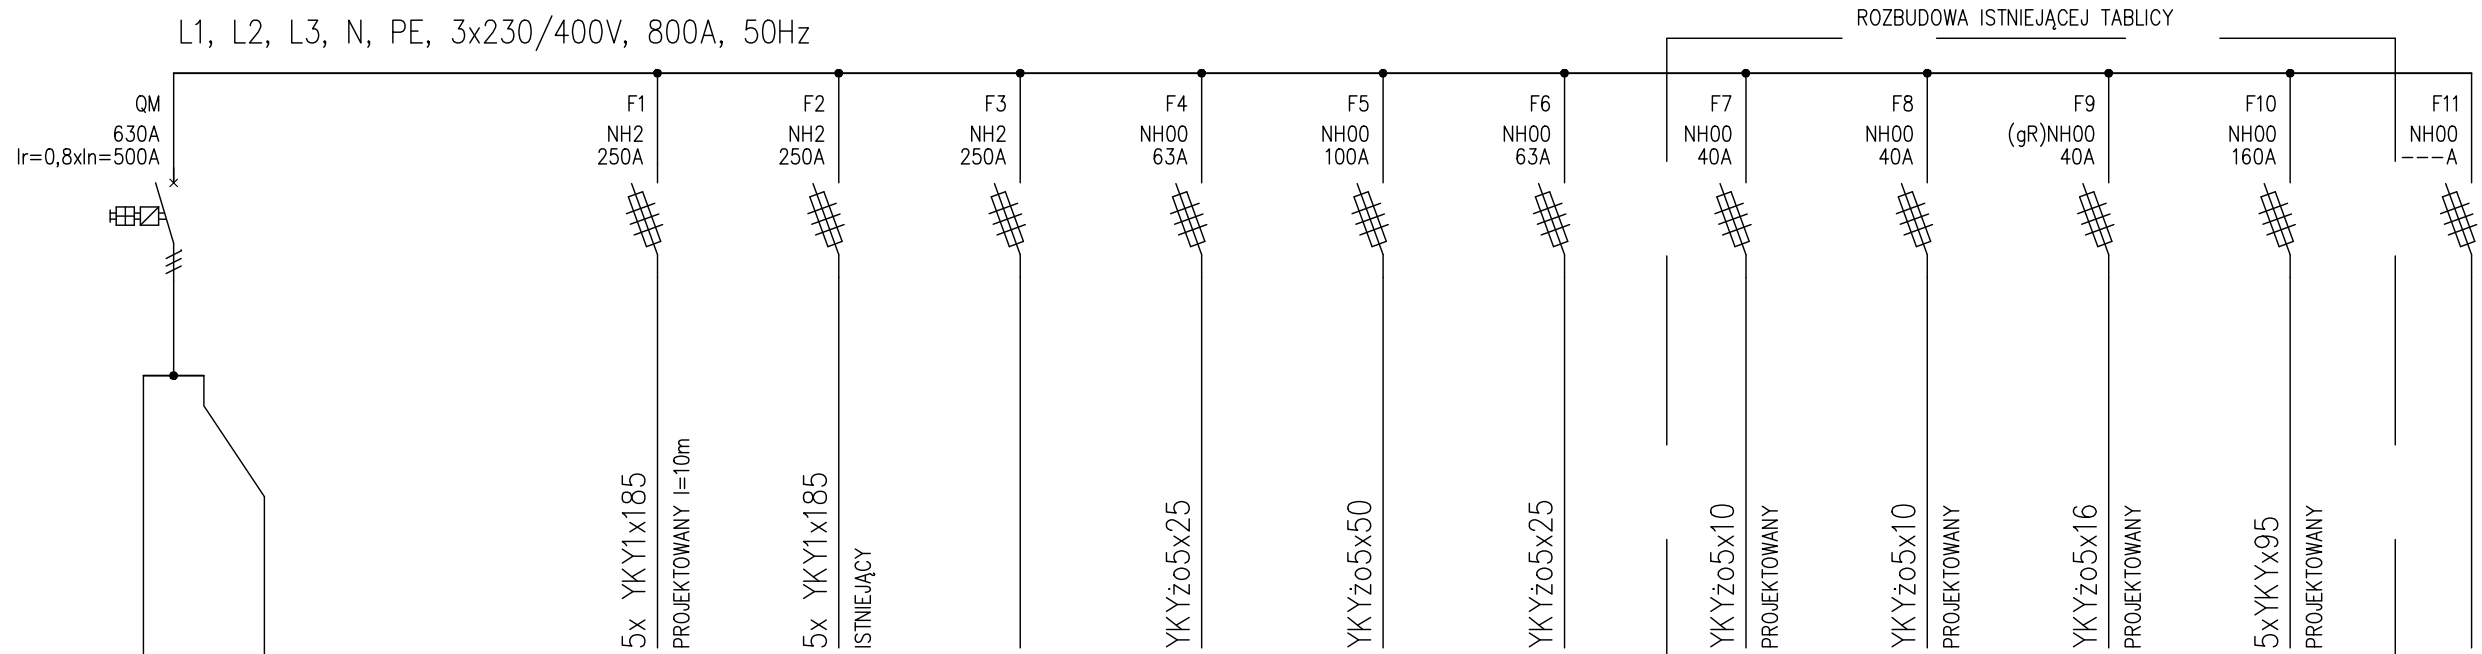 ROZBUDOWA ISTNIEJĄCEJ TABLICY
L1, L2, L3, N, PE, 3x230/400V, 800A, 50Hz
QM
630A
Ir=0,8xIn=500A
F1
NH2
250A
F2
NH2
250A
F3
NH2
250A
F4
NH00
63A
F5
NH00
100A
F6
NH00
63A
F7
NH00
40A
F8
NH00
40A
F9
(gR)NH00
40A
F10
NH00
160A
F11
NH00
---A
5x YKY1x185
PROJEKTOWANY l=10m
5x YKY1x185
ISTNIEJĄCY
YKYżo5x25
YKYżo5x50
YKYżo5x25
YKYżo5x10
PROJEKTOWANY
YKYżo5x10
PROJEKTOWANY
YKYżo5x16
PROJEKTOWANY
5xYKYx95
PROJEKTOWANY